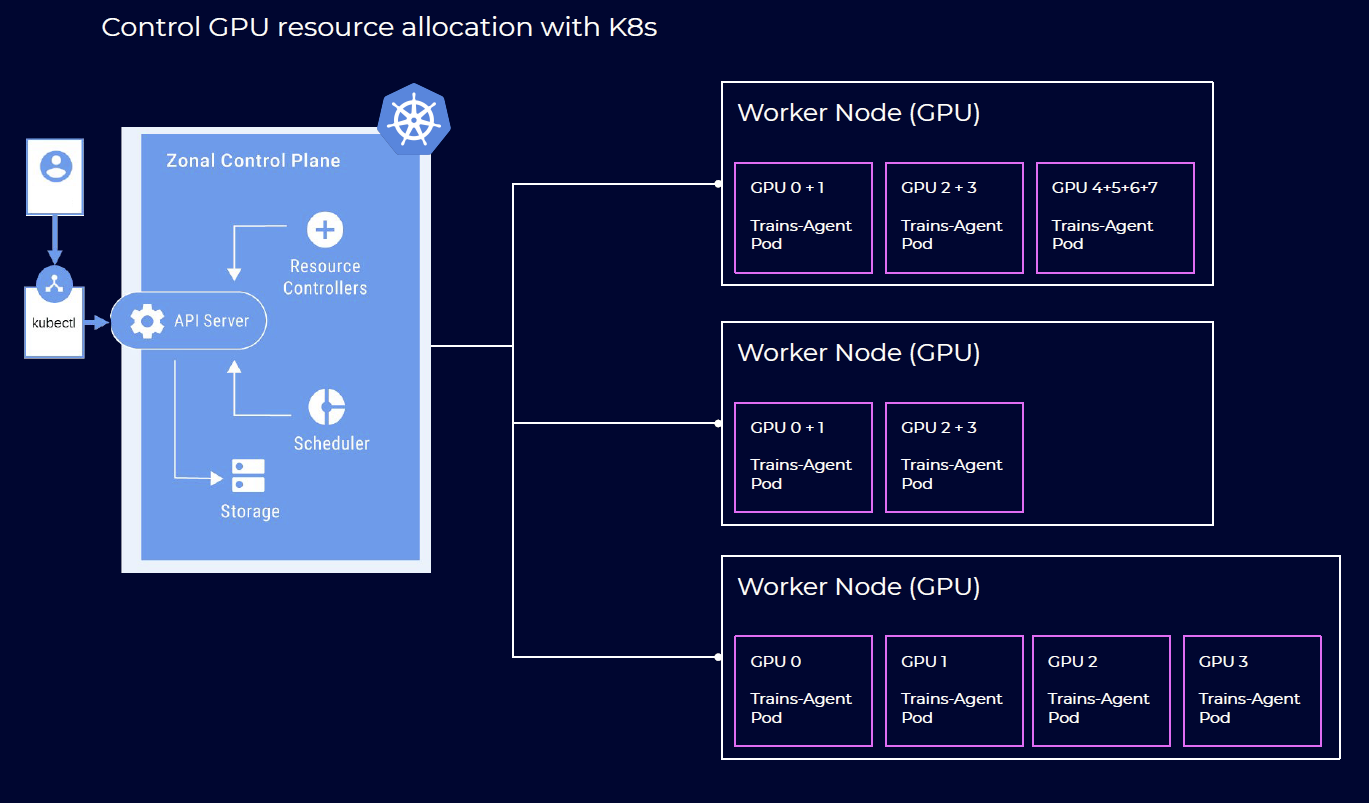 Control GPU resource allocation with K8s
Zonal Control Plane
Resource
Controllers
kubectl
API Server
Scheduler
Storage
Worker Node (GPU)
GPU 0 + 1
Trains-Agent
Pod
GPU 2 + 3
Trains-Agent
Pod
GPU 4+5+6+7
Trains-Agent
Pod
Worker Node (GPU)
GPU 0 + 1
Trains-Agent
Pod
GPU 2 + 3
Trains-Agent
Pod
Worker Node (GPU)
GPU 0
Trains-Agent
Pod
GPU 1
Trains-Agent
Pod
GPU 2
Trains-Agent
Pod
GPU 3
Trains-Agent
Pod